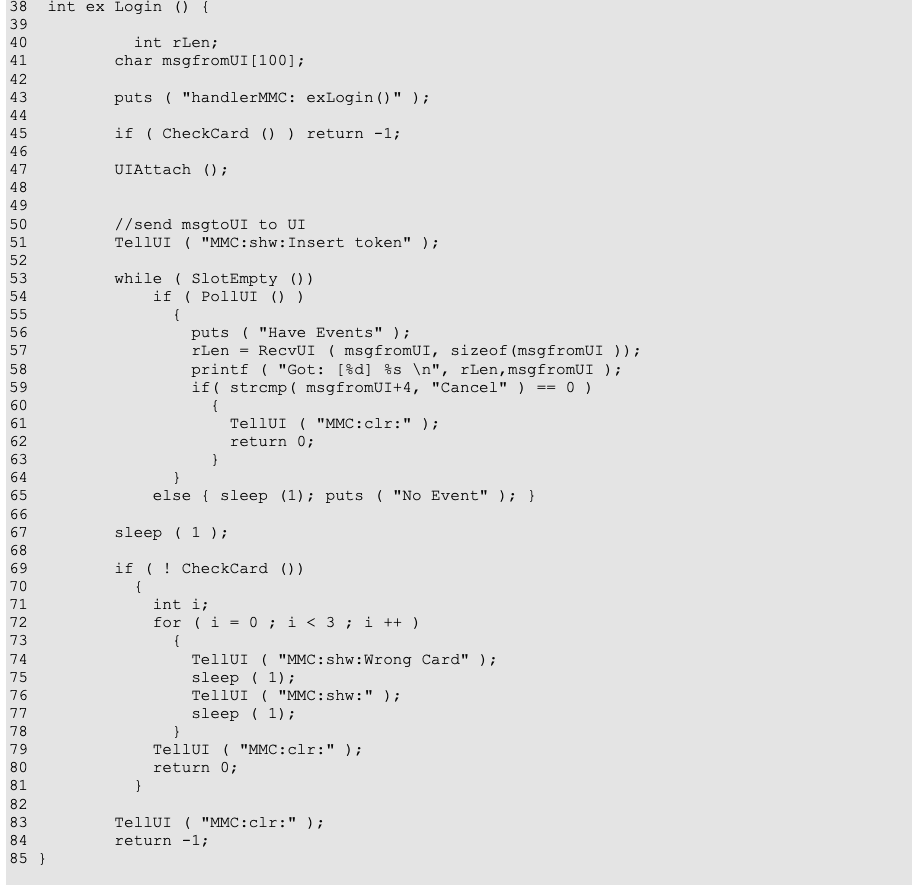 38  int ex Login () {
39
40            int rLen;
41          char msgfromUI[100];
42
43          puts ( "handlerMMC: exLogin()" );
44
45          if ( CheckCard () ) return -1;
46
47          UIAttach ();
48
49
50          //send msgtoUI to UI
51          TellUI ( "MMC:shw:Insert token" );
52
53          while ( SlotEmpty ())
54              if ( PollUI () )
55                {
56                  puts ( "Have Events" );
57                  rLen = RecvUI ( msgfromUI, sizeof(msgfromUI ));
58                  printf ( "Got: [%d] %s \n", rLen,msgfromUI );
59                  if( strcmp( msgfromUI+4, "Cancel" ) == 0 )
60                    {
61                      TellUI ( "MMC:clr:" );
62                      return 0;
63                    }
64                }
65              else { sleep (1); puts ( "No Event" ); }
66
67          sleep ( 1 );
68
69          if ( ! CheckCard ())
70            {
71              int i;
72              for ( i = 0 ; i < 3 ; i ++ )
73                {
74                  TellUI ( "MMC:shw:Wrong Card" );
75                  sleep ( 1);
76                  TellUI ( "MMC:shw:" );
77                  sleep ( 1);
78                }
79              TellUI ( "MMC:clr:" );
80              return 0;
81            }
82
83          TellUI ( "MMC:clr:" );
84          return -1;
85 }